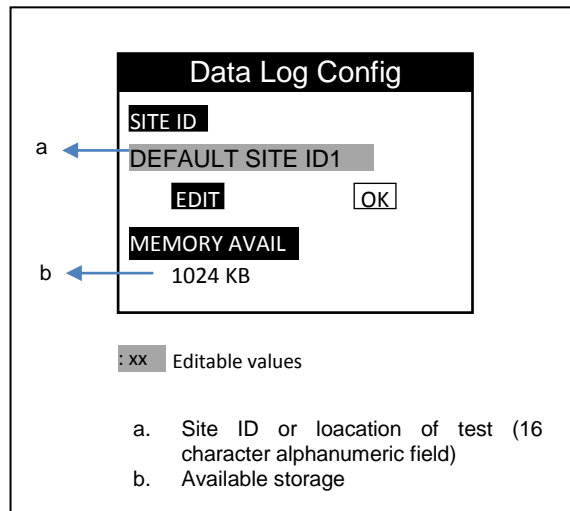 Data Log Config
SITE ID
a
DEFAULT SITE ID1
EDIT OK
MEMORY AVAIL
b 1024 KB
: xx Editable values
a. Site ID or loacation of test (16
character alphanumeric field)
b. Available storage